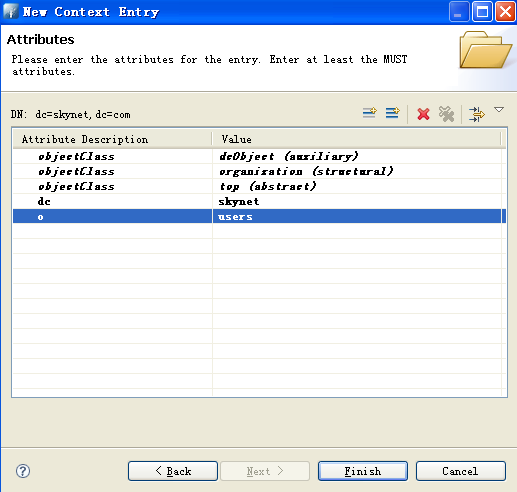 New Context Entry
Attributes
Please enter the attributes for the entry. Enter at least the MUST
attributes.
DN: dc=skynet,dc=com
Attribute Description Value
objectClass dcObject (auxiliary)
objectClass organization (structural)
objectClass top (abstract)
dc skynet
o users
? < Back Next > Finish Cancel